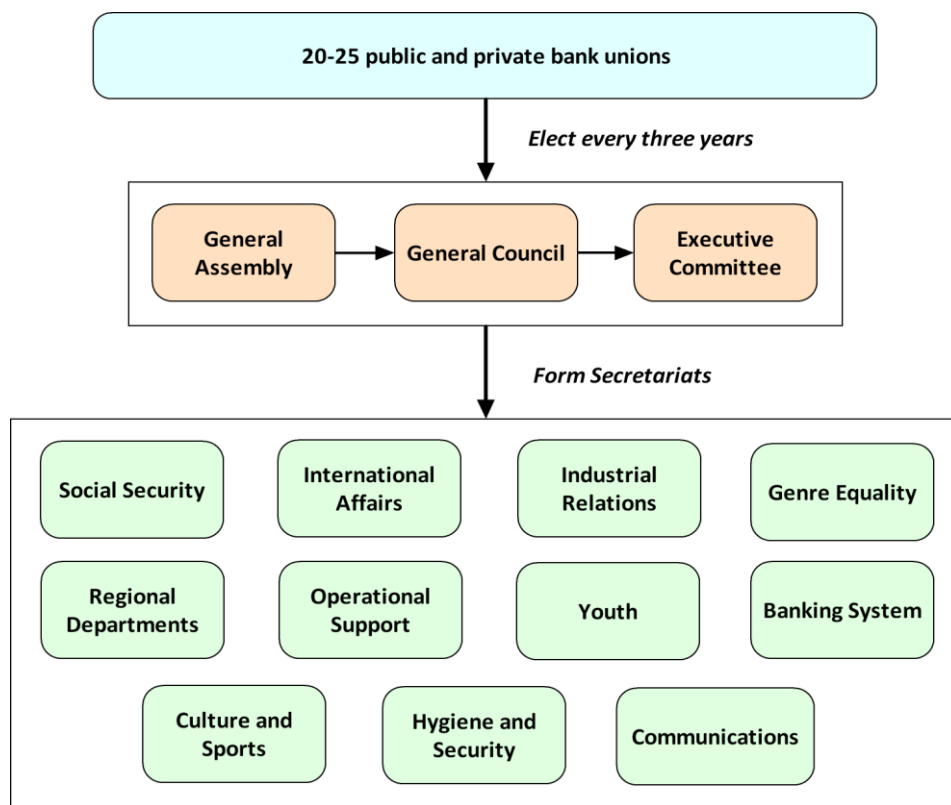 20-25 public and private bank unions
Elect every three years
General
Assembly
General Council
Executive
Committee
Form Secretariats
Social Security
International
Affairs
Industrial
Relations
Genre Equality
Regional
Departments
Operational
Support
Youth
Banking System
Culture and
Sports
Hygiene and
Security
Communications